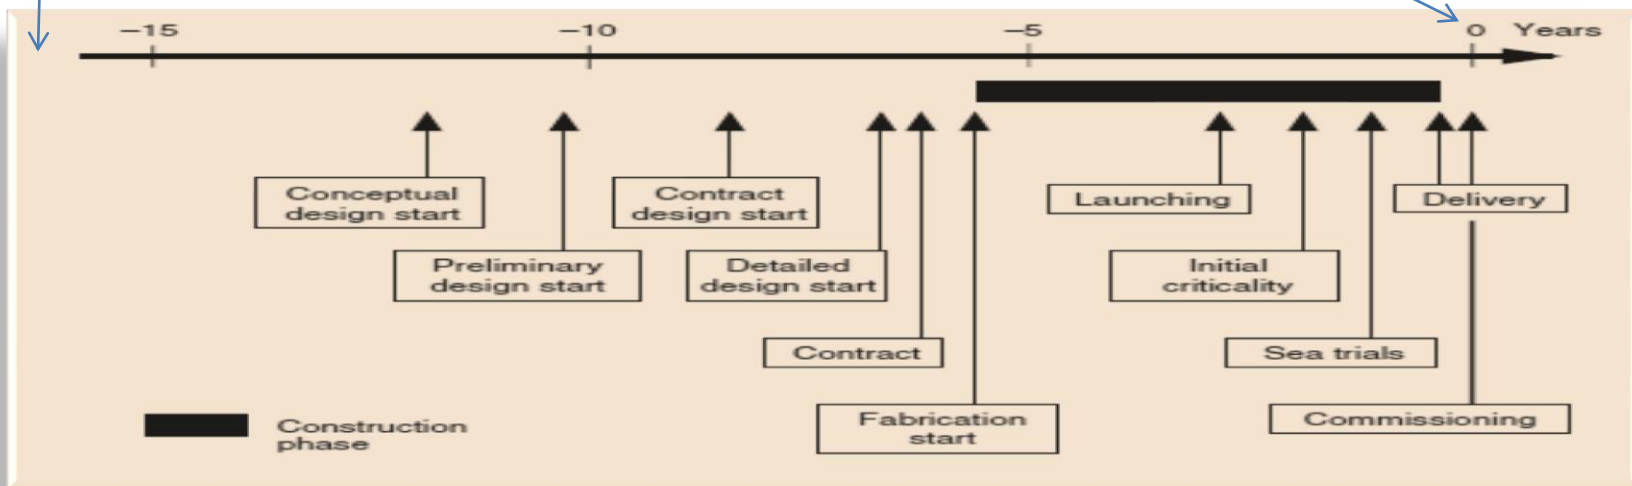 –15
–10
–5
0 Years
Conceptual
design start
Contract
design start
Launching
Delivery
Preliminary
design start
Detailed
design start
Initial
criticality
Contract
Sea trials
Fabrication
start
Commissioning
Construction
phase